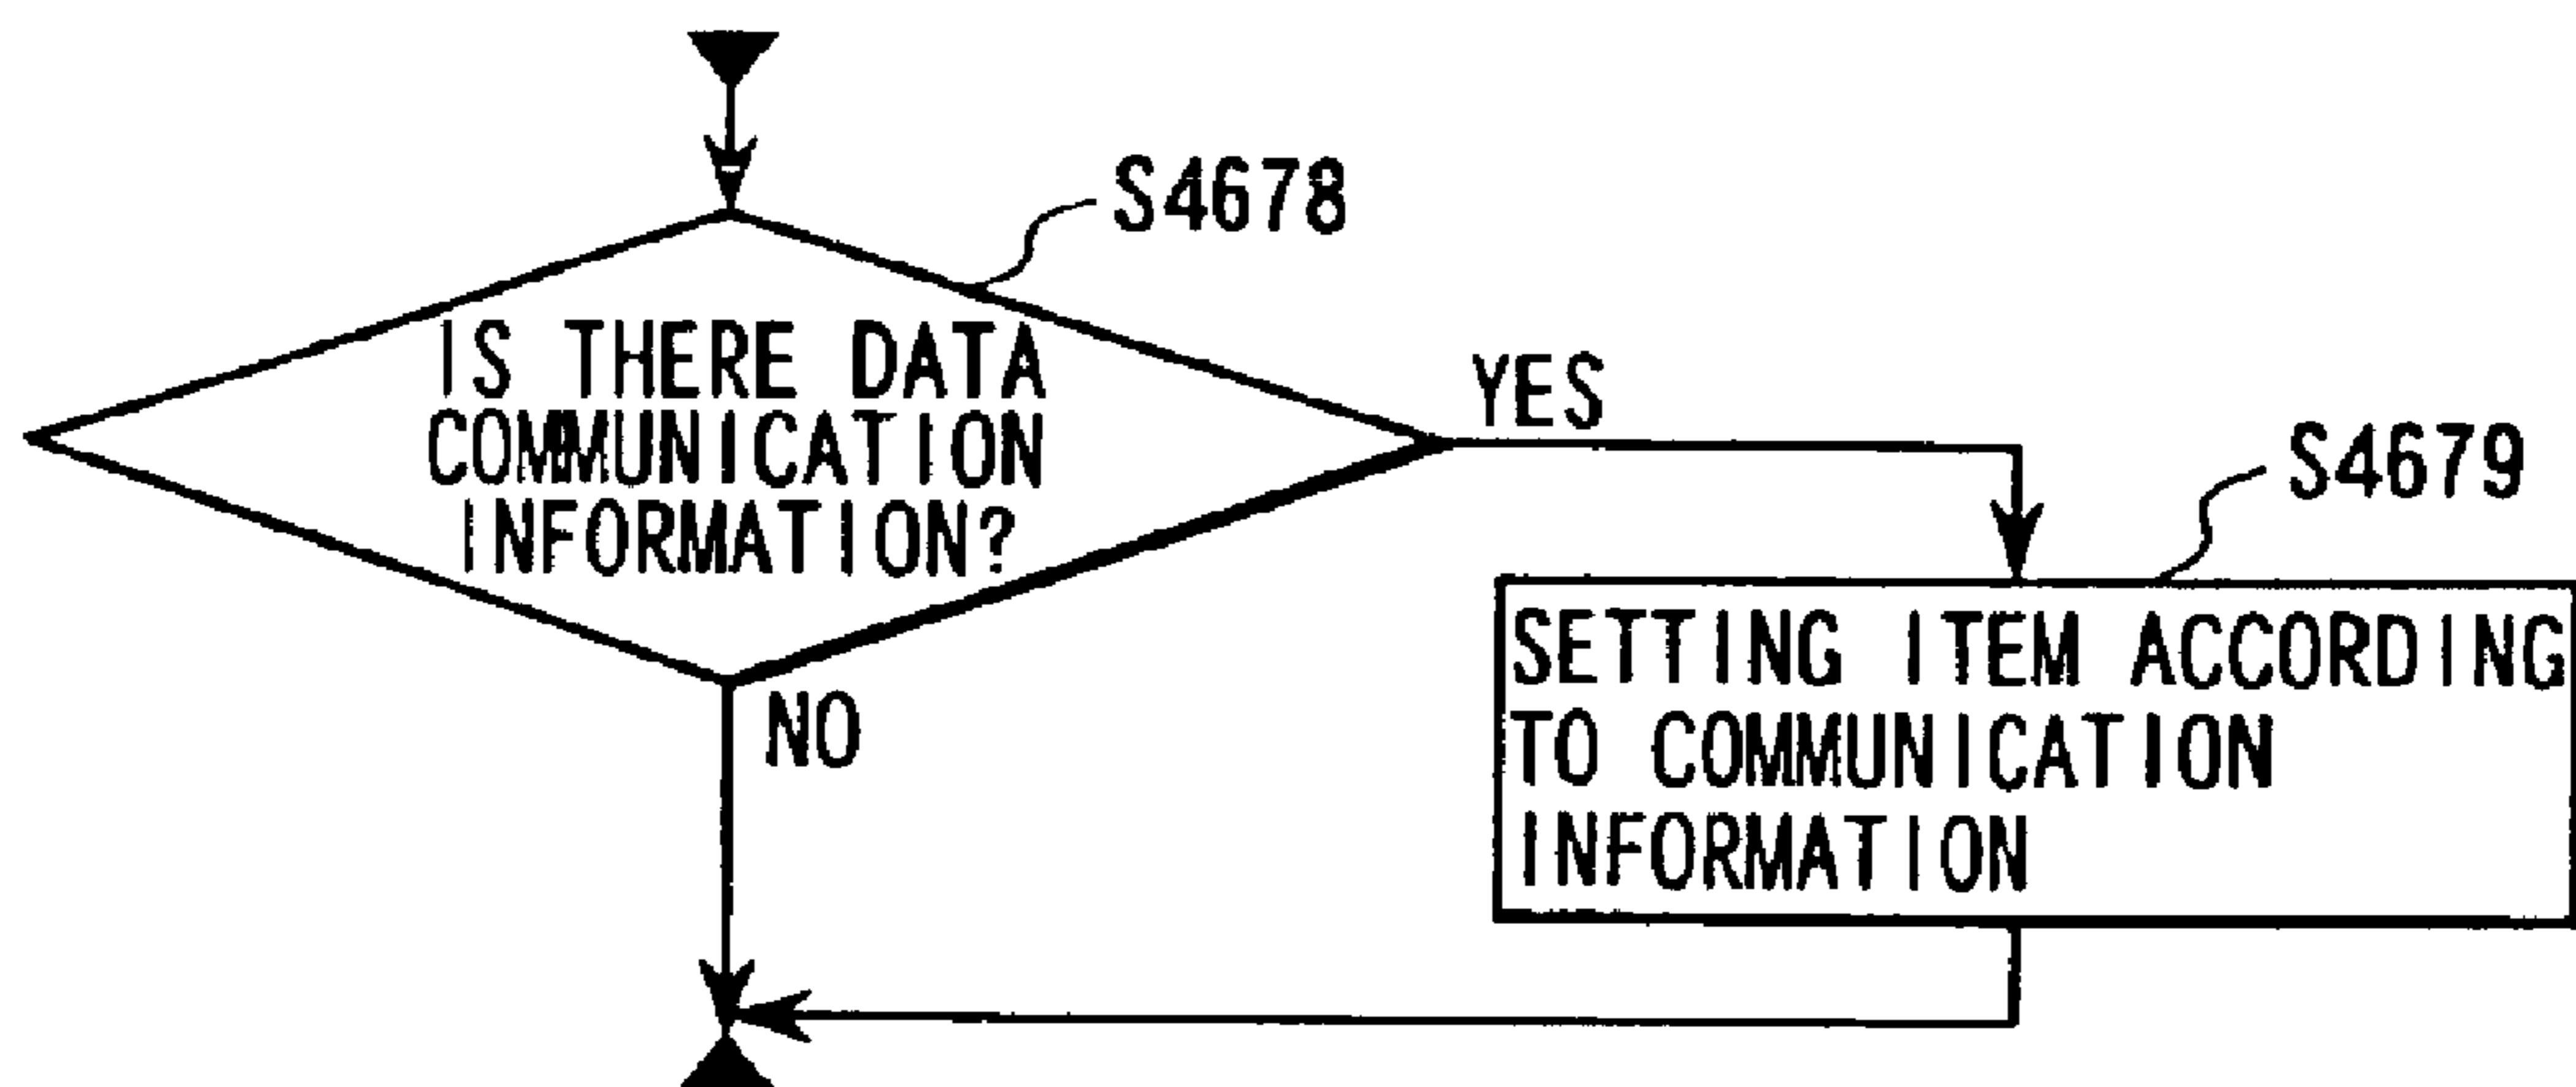 S4678
IS THERE DATA
COMMUNICATION
INFORMATION?
YES
S4679
SETTING ITEM ACCORDING
TO COMMUNICATION
INFORMATION
NO